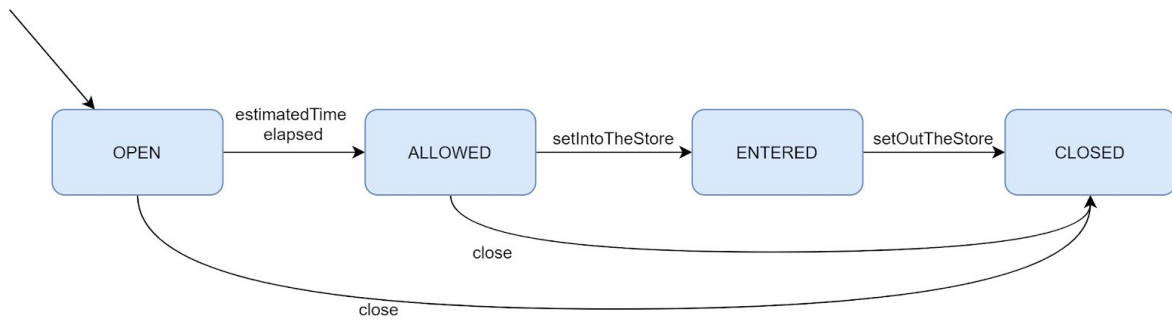 estimatedTime
elapsed
OPEN
ALLOWED
setIntoTheStore
ENTERED
setOutTheStore
CLOSED
close
close